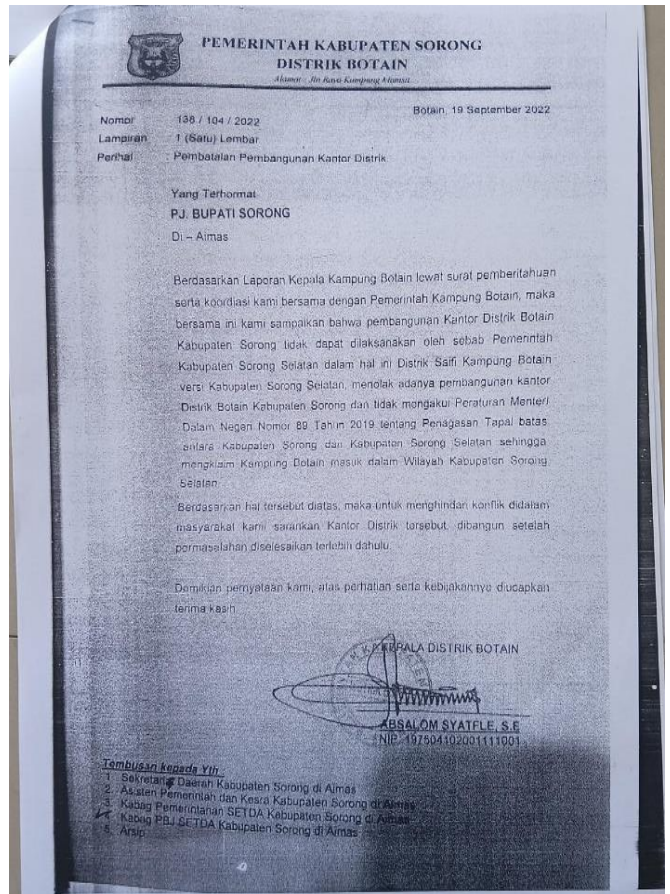 PEMERINTAH KABUPATEN SORONG
DISTRIK BOTAIN
Alamat : Jln Raya Kampung
Botain, 19 September 2022
Nomor : 138 / 104 / 2022
Lampiran : 1 (Satu) Lembar
Perihal : Pembatalan Pembangunan Kantor Distrik
Yang Terhormat
PJ. BUPATI SORONG
Di – Aimas
Berdasarkan Laporan Kepala Kampung Botain lewat surat pemberitahuan
serta koordiasi kami bersama dengan Pemerintah Kampung Botain, maka
bersama ini kami sampaikan bahwa pembangunan Kantor Distrik Botain
Kabupaten Sorong tidak dapat dilaksanakan oleh sebab Pemerintah
Kabupaten Sorong Selatan dalam hal ini Distrik Saifi Kampung Botain
versi Kabupaten Sorong Selatan, menolak adanya pembangunan kantor
Distrik Botain Kabupaten Sorong dan tidak mengakui Peraturan Menteri
Dalam Negeri Nomor 89 Tahun 2019 tentang Penagasan Tapal batas
antara Kabupaten Sorong dan Kabupaten Sorong Selatan sehingga
mengklaim Kampung Botain masuk dalam Wilayah Kabupaten Sorong
Selatan.
Berdasarkan hal tersebut diatas, maka untuk menghindari konflik didalam
masyarakat kami sarankan Kantor Distrik tersebut, dibangun setelah
permasalahan diselesaikan terlebih dahulu.
Demikian pernyataan kami, atas perhatian serta kebijakannya diucapkan
terima kasih
KEPALA DISTRIK BOTAIN
ABSALOM SYATFLE, S.E
NIP. 197504102001111001
Tembusan kepada Yth :
1. Sekretaris Daerah Kabupaten Sorong di Aimas
2. Asisten Pemerintah dan Kesra Kabupaten Sorong di Aimas
3. Kabag Pemerintahan SETDA Kabupaten Sorong di Aimas
4. Kabag PBJ SETDA Kabupaten Sorong di Aimas
5. Arsip